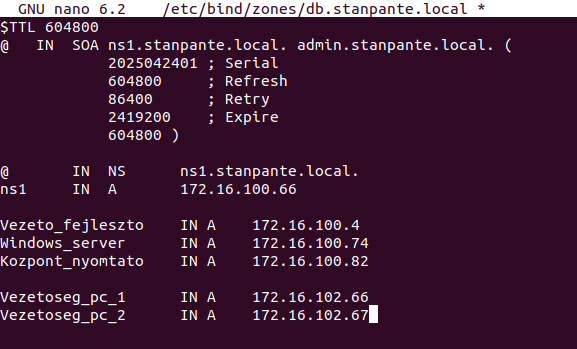 GNU nano 6.2 /etc/bind/zones/db.stanpante.local *
$TTL 604800
@ IN SOA ns1.stanpante.local. admin.stanpante.local. (
2025042401 ; Serial
604800 ; Refresh
86400 ; Retry
2419200 ; Expire
604800 )
@ IN NS ns1.stanpante.local.
ns1 IN A 172.16.100.66
Vezeto_fejleszto IN A 172.16.100.4
Windows_server IN A 172.16.100.74
Kozpont_nyomtato IN A 172.16.100.82
Vezetoseg_pc_1 IN A 172.16.102.66
Vezetoseg_pc_2 IN A 172.16.102.67